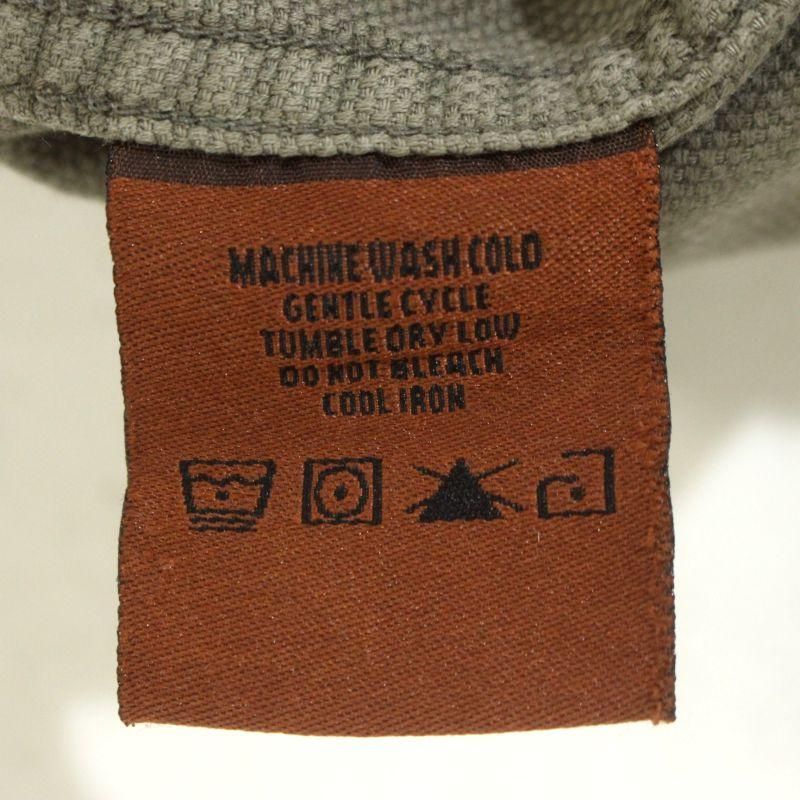 MACHINE WASH COLD
GENTLE CYCLE
TUMBLE DRY LOW
DO NOT BLEACH
COOL IRON